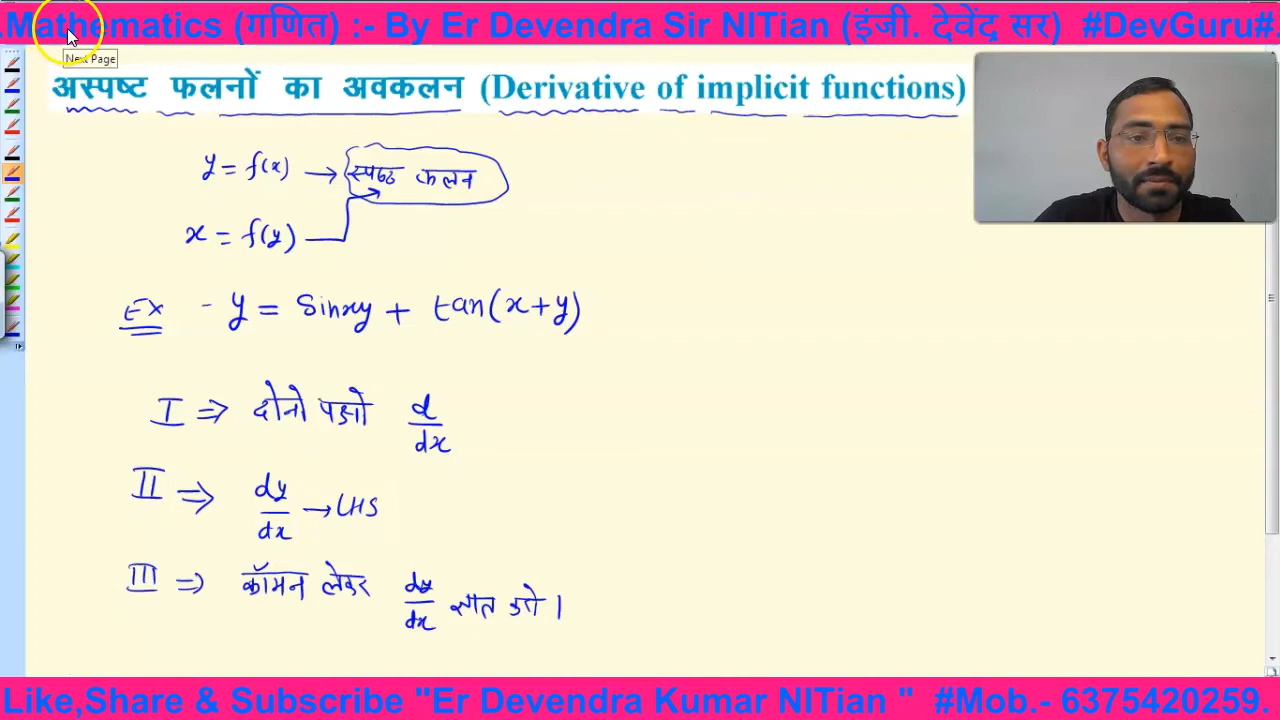 .Mathematics (गणित) :- By Er Devendra Sir NITian (इंजी. देवेंद्र सर) #DevGuru#.
Next Page
अस्पष्ट फलनों का अवकलन (Derivative of implicit functions)
y = f(x) → स्पष्ट फलन
x = f(y)
Ex - y = Sinxy + tan(x+y)
I ⇒ दोनो पक्षो d/dx
II ⇒ dy/dx → LHS
III ⇒ कॉमन लेकर dy/dx ज्ञात करो।
Like,Share & Subscribe "Er Devendra Kumar NITian " #Mob.- 6375420259.